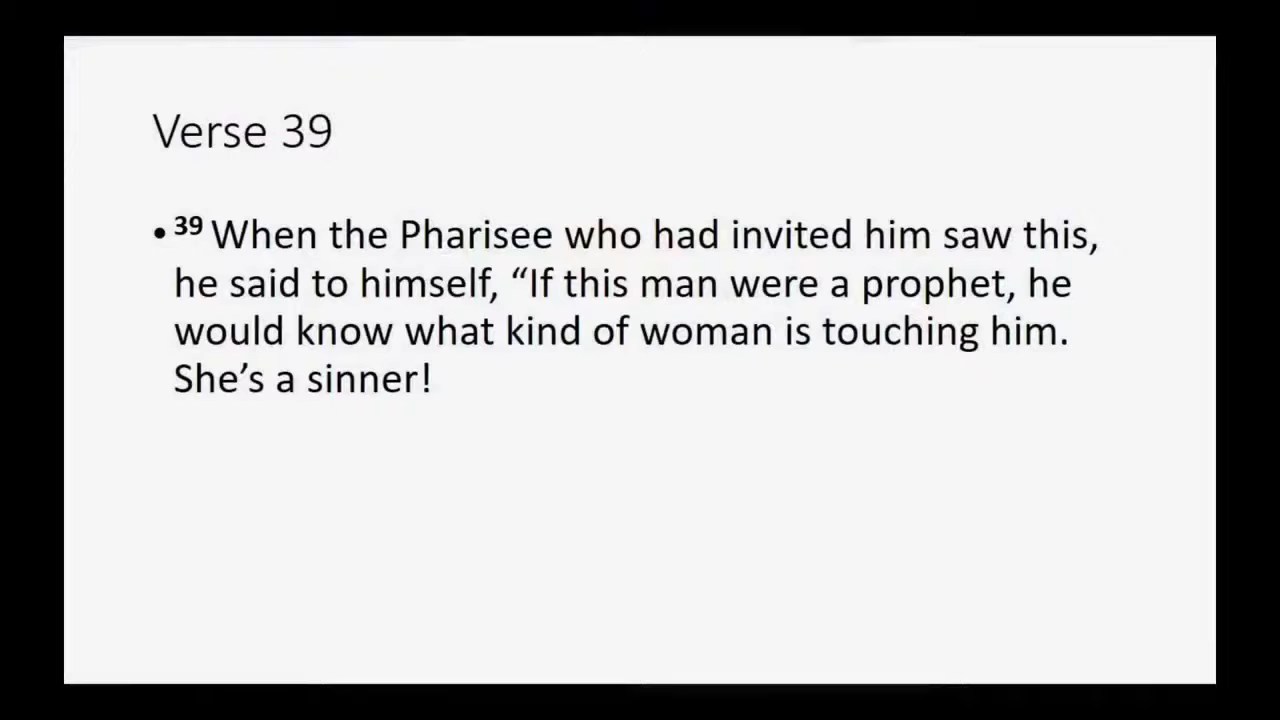 Verse 39
• 39 When the Pharisee who had invited him saw this,
he said to himself, “If this man were a prophet, he
would know what kind of woman is touching him.
She’s a sinner!